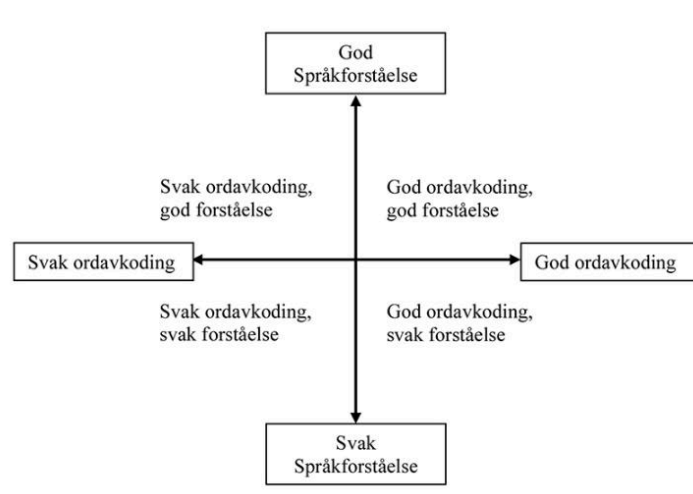 God
Språkforståelse
Svak ordavkoding,
god forståelse
God ordavkoding,
god forståelse
Svak ordavkoding
God ordavkoding
Svak ordavkoding,
svak forståelse
God ordavkoding,
svak forståelse
Svak
Språkforståelse